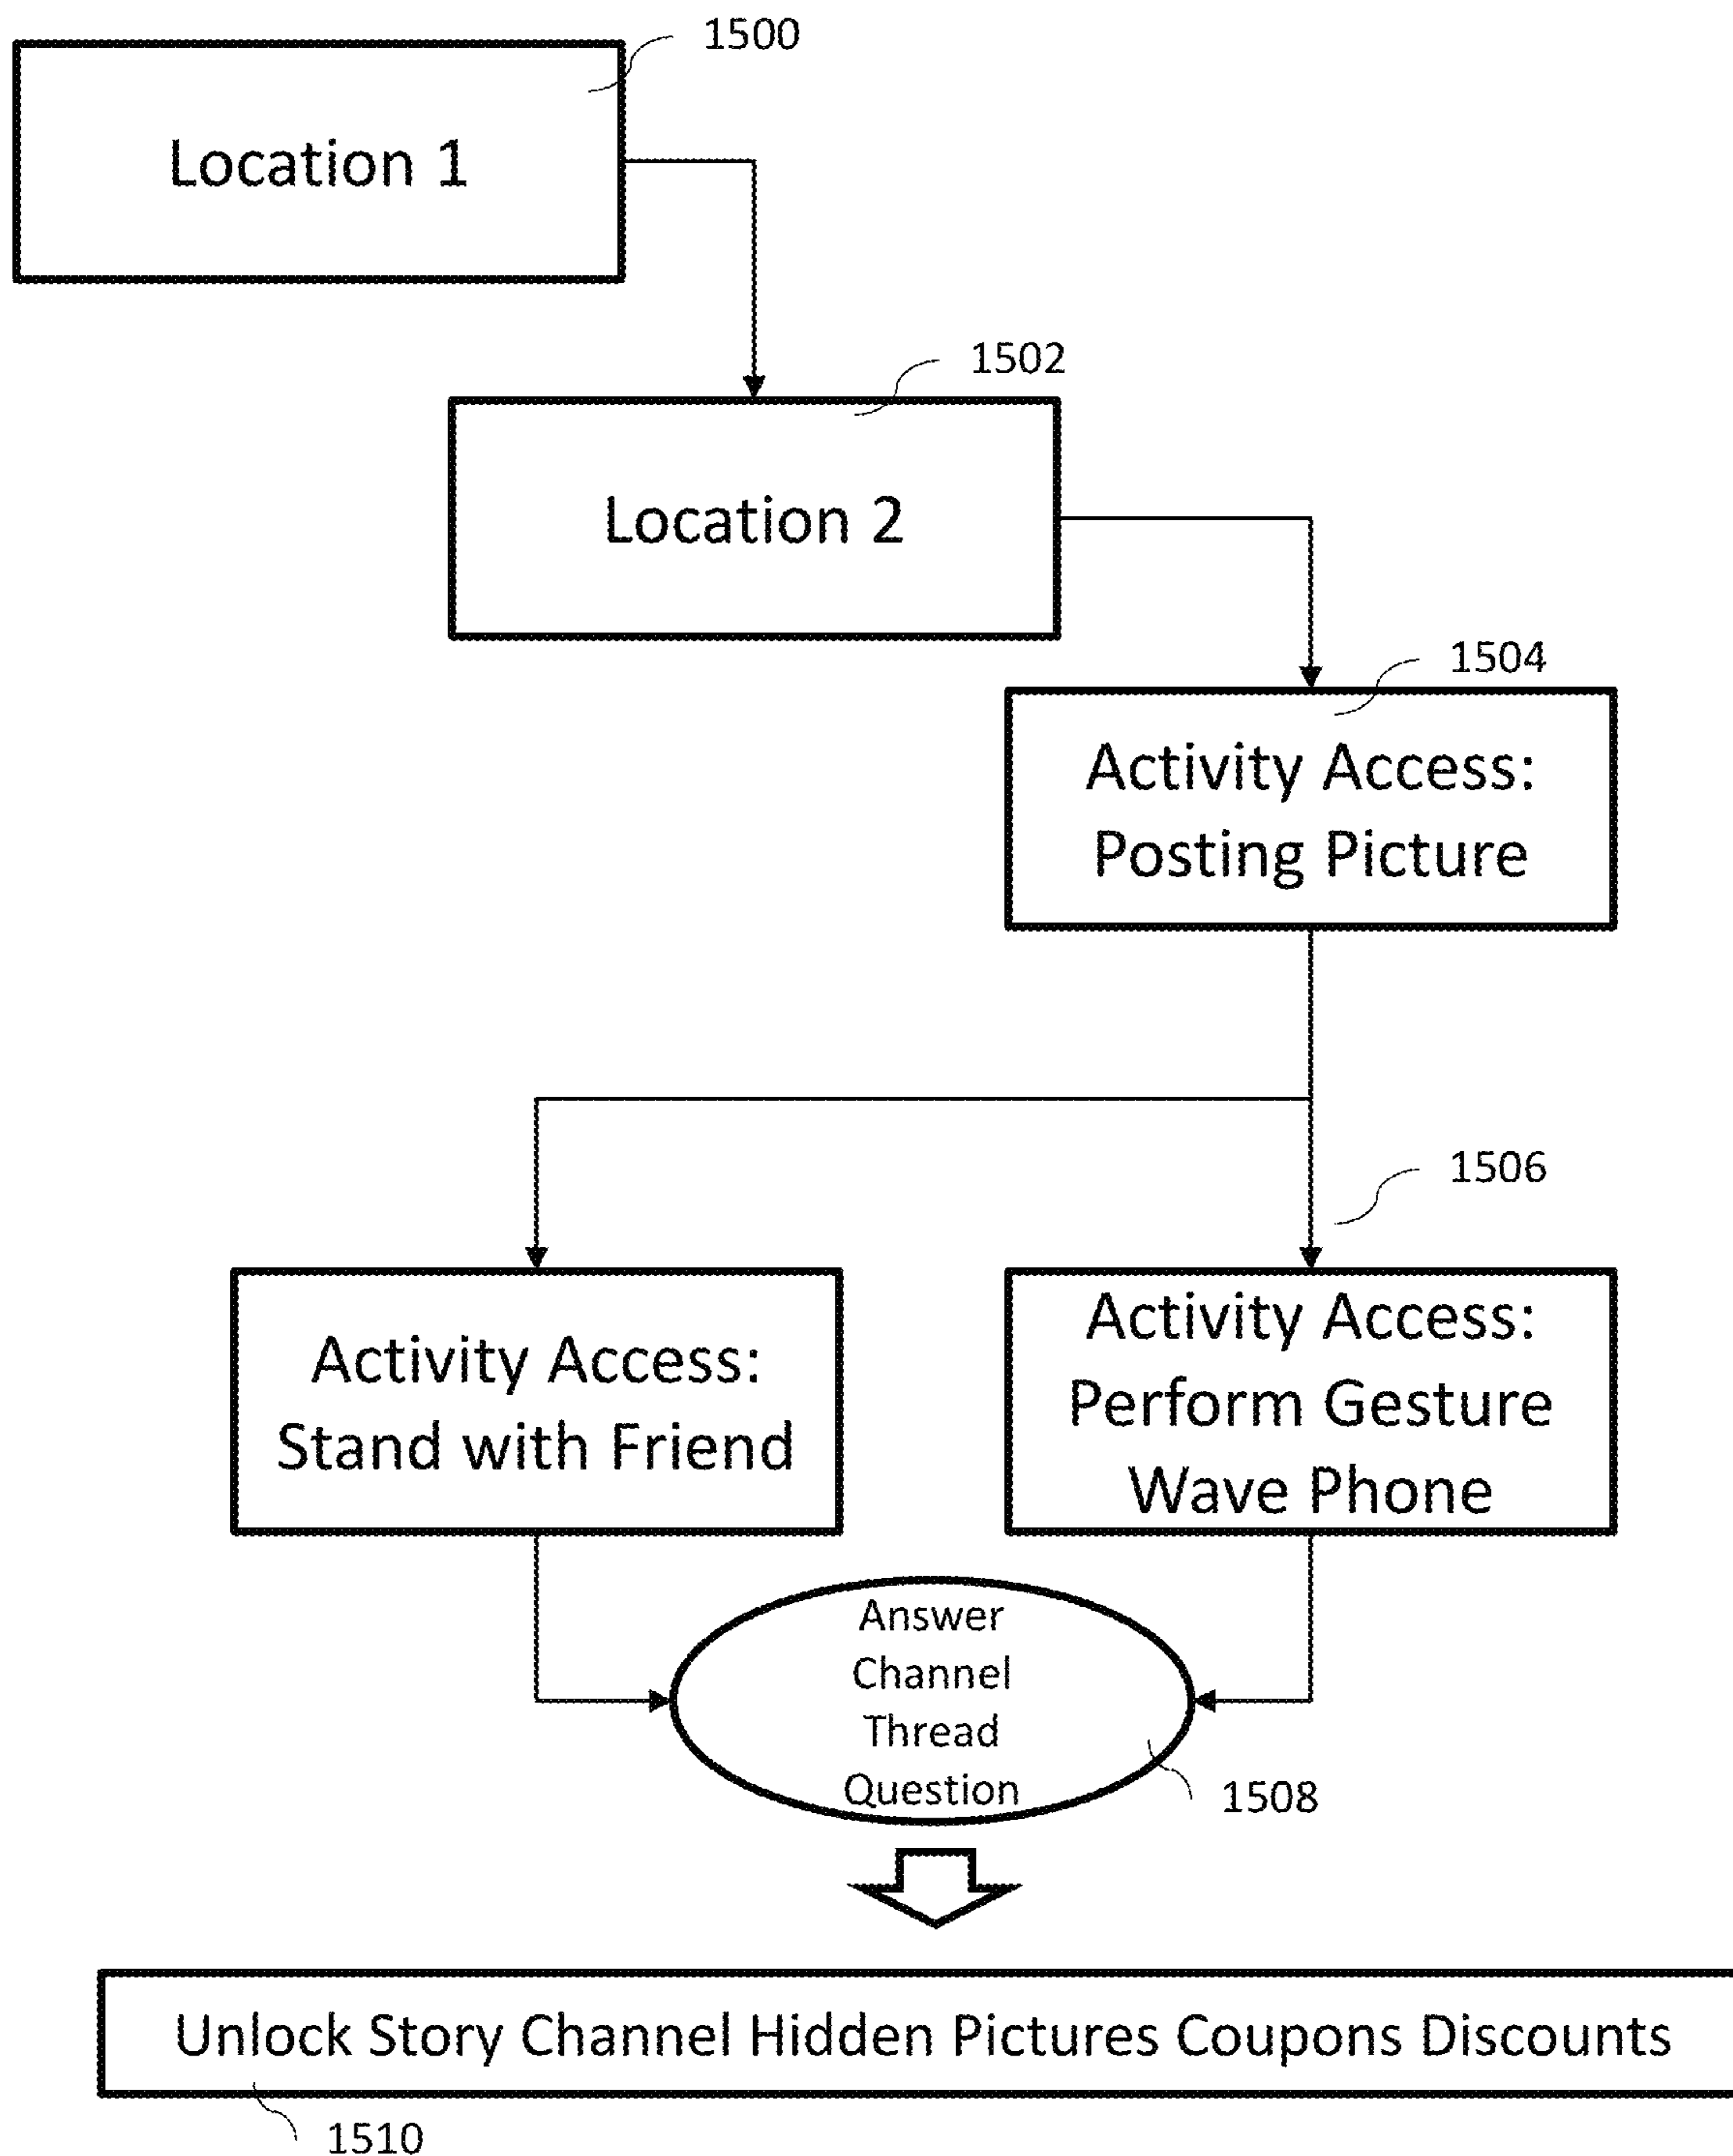 1500
Location 1
1502
Location 2
1504
Activity Access:
Posting Picture
1506
Activity Access:
Stand with Friend
Activity Access:
Perform Gesture
Wave Phone
Answer
Channel
Thread
Question
1508
Unlock Story Channel Hidden Pictures Coupons Discounts
1510